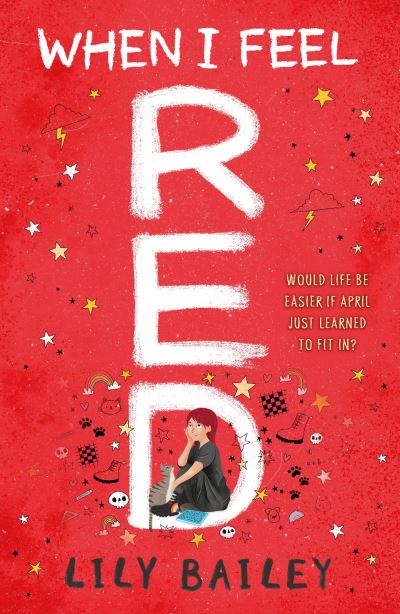 WHEN I FEEL
RED
WOULD LIFE BE
EASIER IF APRIL
JUST LEARNED
TO FIT IN?
LILY BAILEY